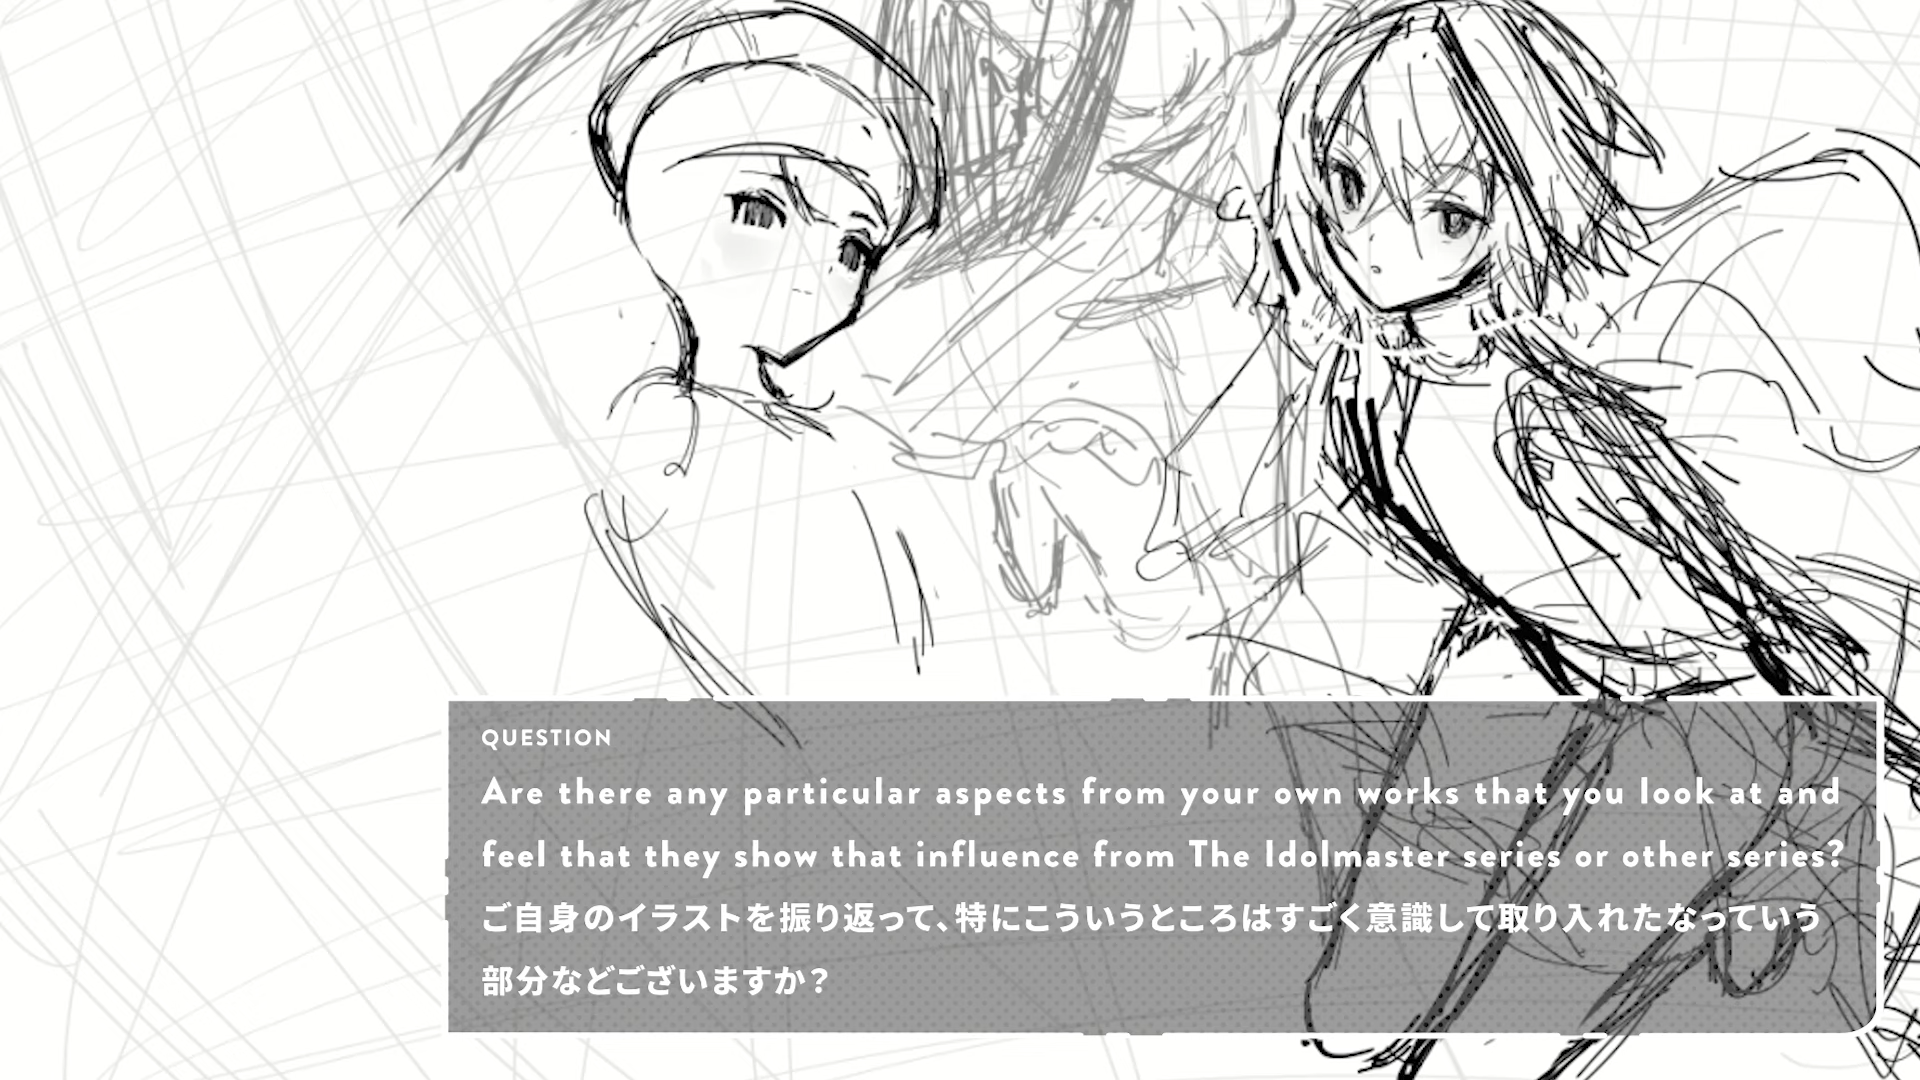 QUESTION
Are there any particular aspects from your own works that you look at and
feel that they show that influence from The Idolmaster series or other series?
ご自身のイラストを振り返って、特にこういうところはすごく意識して取り入れたなっていう
部分などございますか?